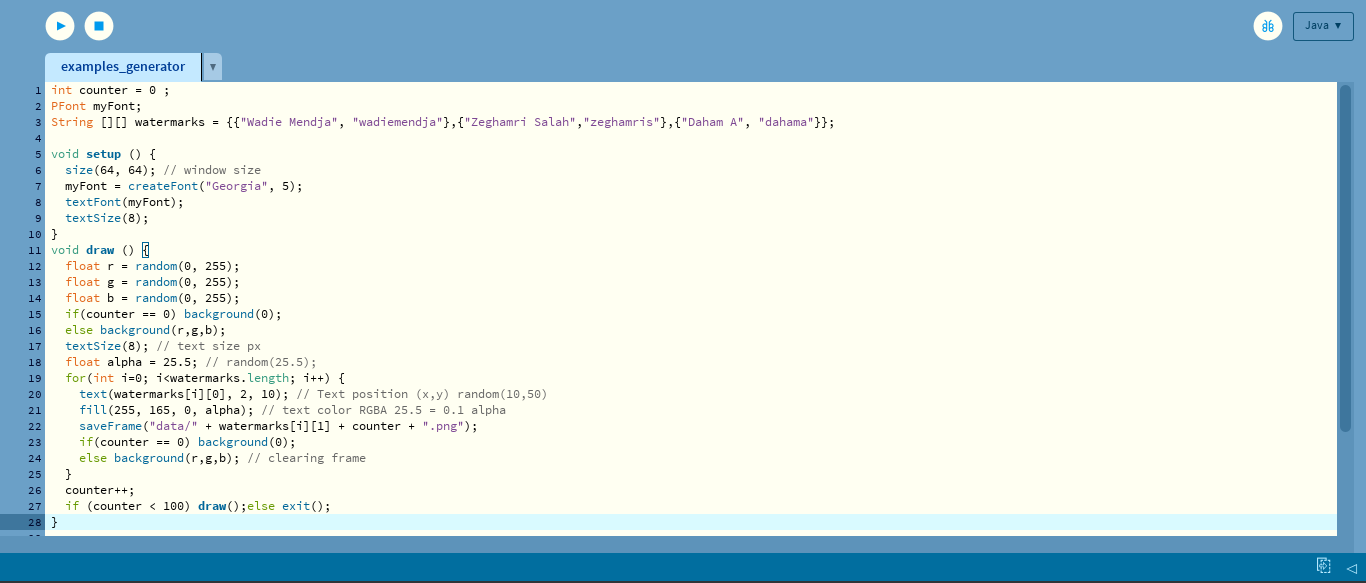 Java ▼
examples_generator ▼
1 int counter = 0 ;
2 PFont myFont;
3 String [][] watermarks = {{"Wadie Mendja", "wadiemendja"},{"Zeghamri Salah","zeghamris"},{"Daham A", "dahama"}};
4
5 void setup () {
6   size(64, 64); // window size
7   myFont = createFont("Georgia", 5);
8   textFont(myFont);
9   textSize(8);
10 }
11 void draw () {
12   float r = random(0, 255);
13   float g = random(0, 255);
14   float b = random(0, 255);
15   if(counter == 0) background(0);
16   else background(r,g,b);
17   textSize(8); // text size px
18   float alpha = 25.5; // random(25.5);
19   for(int i=0; i<watermarks.length; i++) {
20     text(watermarks[i][0], 2, 10); // Text position (x,y) random(10,50)
21     fill(255, 165, 0, alpha); // text color RGBA 25.5 = 0.1 alpha
22     saveFrame("data/" + watermarks[i][1] + counter + ".png");
23     if(counter == 0) background(0);
24     else background(r,g,b); // clearing frame
25   }
26   counter++;
27   if (counter < 100) draw();else exit();
28 }